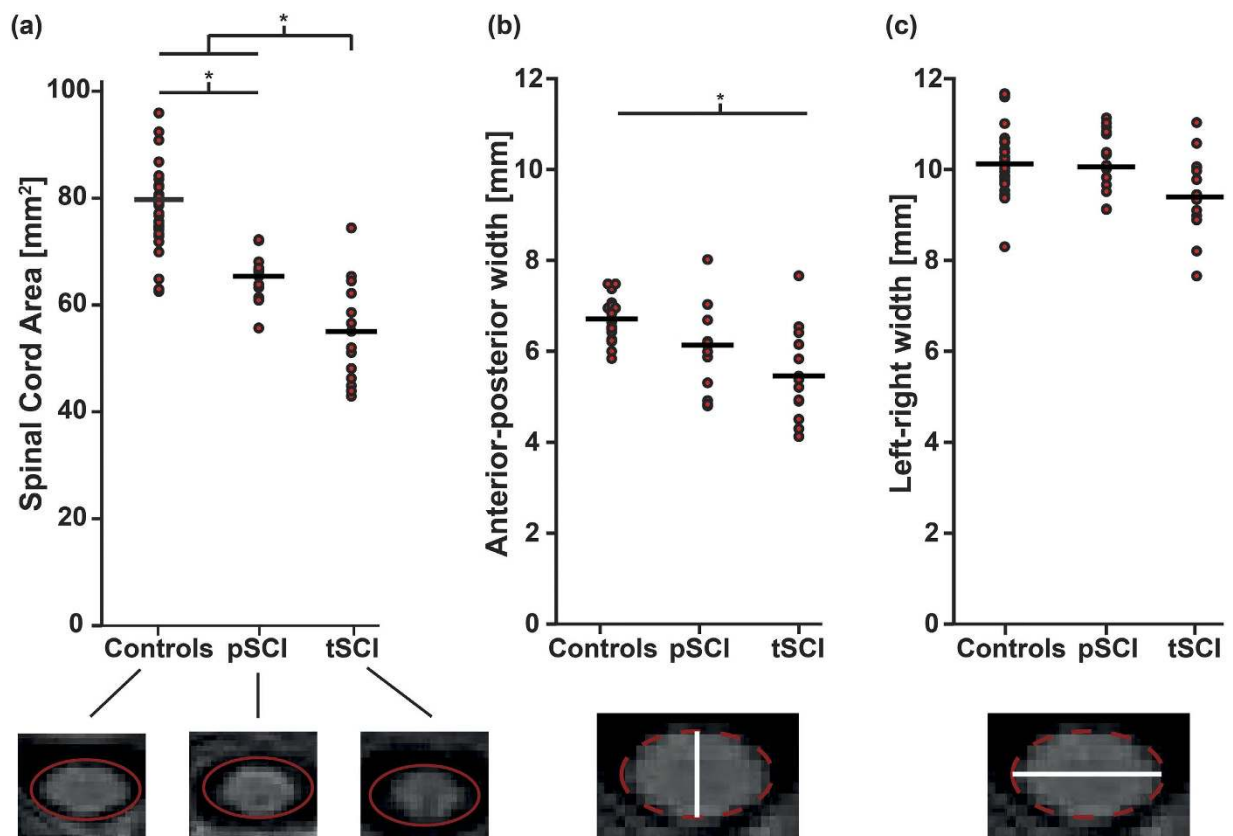 (a)
*
*
Spinal Cord Area [mm²]
100
80
60
40
20
0
Controls pSCI tSCI
(b)
*
Anterior-posterior width [mm]
12
10
8
6
4
2
0
Controls pSCI tSCI
(c)
Left-right width [mm]
12
10
8
6
4
2
0
Controls pSCI tSCI